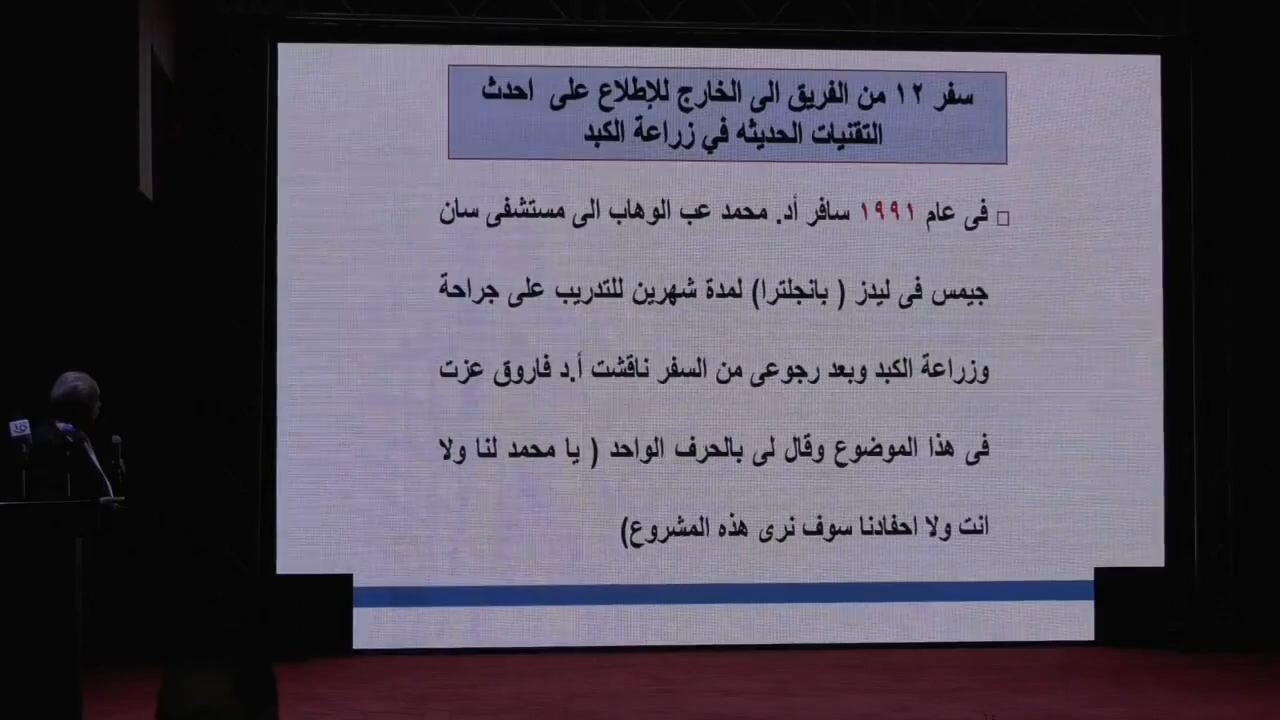 سفر ١٢ من الفريق الى الخارج للإطلاع على احدث
التقنيات الحديثه في زراعة الكبد
فى عام ١٩٩١ سافر أد. محمد عب الوهاب الى مستشفى سان
جيمس فى ليدز ( بانجلترا) لمدة شهرين للتدريب على جراحة
وزراعة الكبد وبعد رجوعى من السفر ناقشت أ.د فاروق عزت
فى هذا الموضوع وقال لى بالحرف الواحد ( يا محمد لنا ولا
انت ولا احفادنا سوف نرى هذه المشروع)